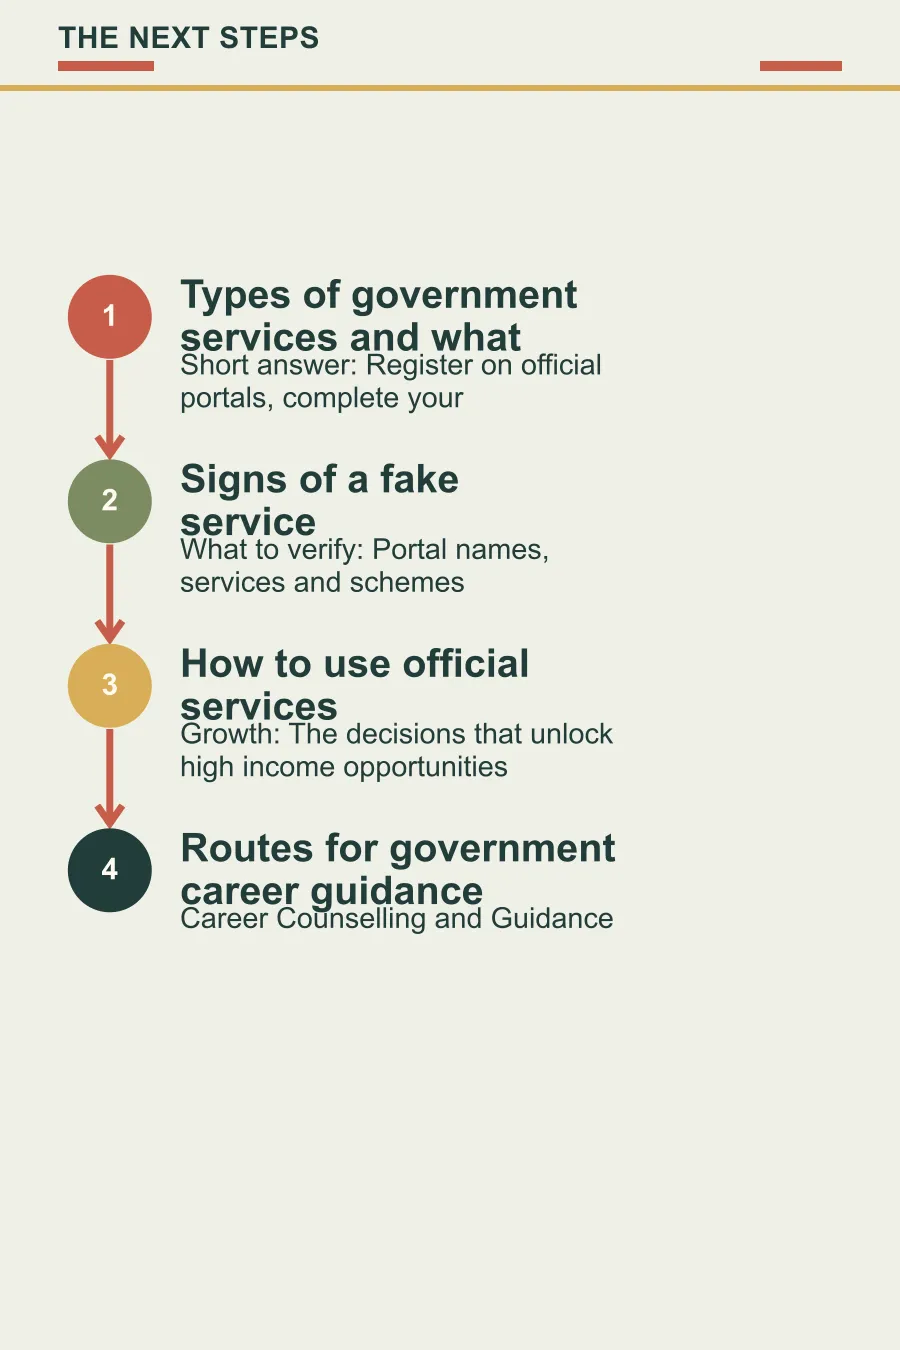 THE NEXT STEPS
1
Types of government
services and what
Short answer: Register on official
portals, complete your
2
Signs of a fake
service
What to verify: Portal names,
services and schemes
3
How to use official
services
Growth: The decisions that unlock
high income opportunities
4
Routes for government
career guidance
Career Counselling and Guidance